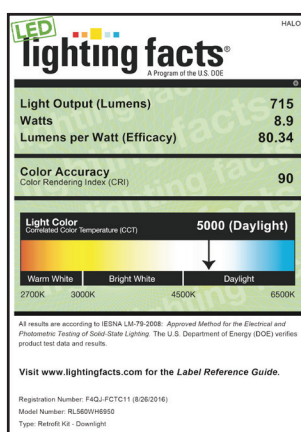 HALO
LED
lighting facts®
A Program of the U.S. DOE
Light Output (Lumens) 715
Watts 8.9
Lumens per Watt (Efficacy) 80.34
Color Accuracy 90
Color Rendering Index (CRI)
Light Color 5000 (Daylight)
Correlated Color Temperature (CCT)
Warm White Bright White Daylight
2700K 3000K 4500K 6500K
All results are according to IESNA LM-79-2008: Approved Method for the Electrical and
Photometric Testing of Solid-State Lighting. The U.S. Department of Energy (DOE) verifies
product test data and results.
Visit www.lightingfacts.com for the Label Reference Guide.
Registration Number: F4QJ-FCTC11 (8/26/2016)
Model Number: RL560WH6950
Type: Retrofit Kit - Downlight